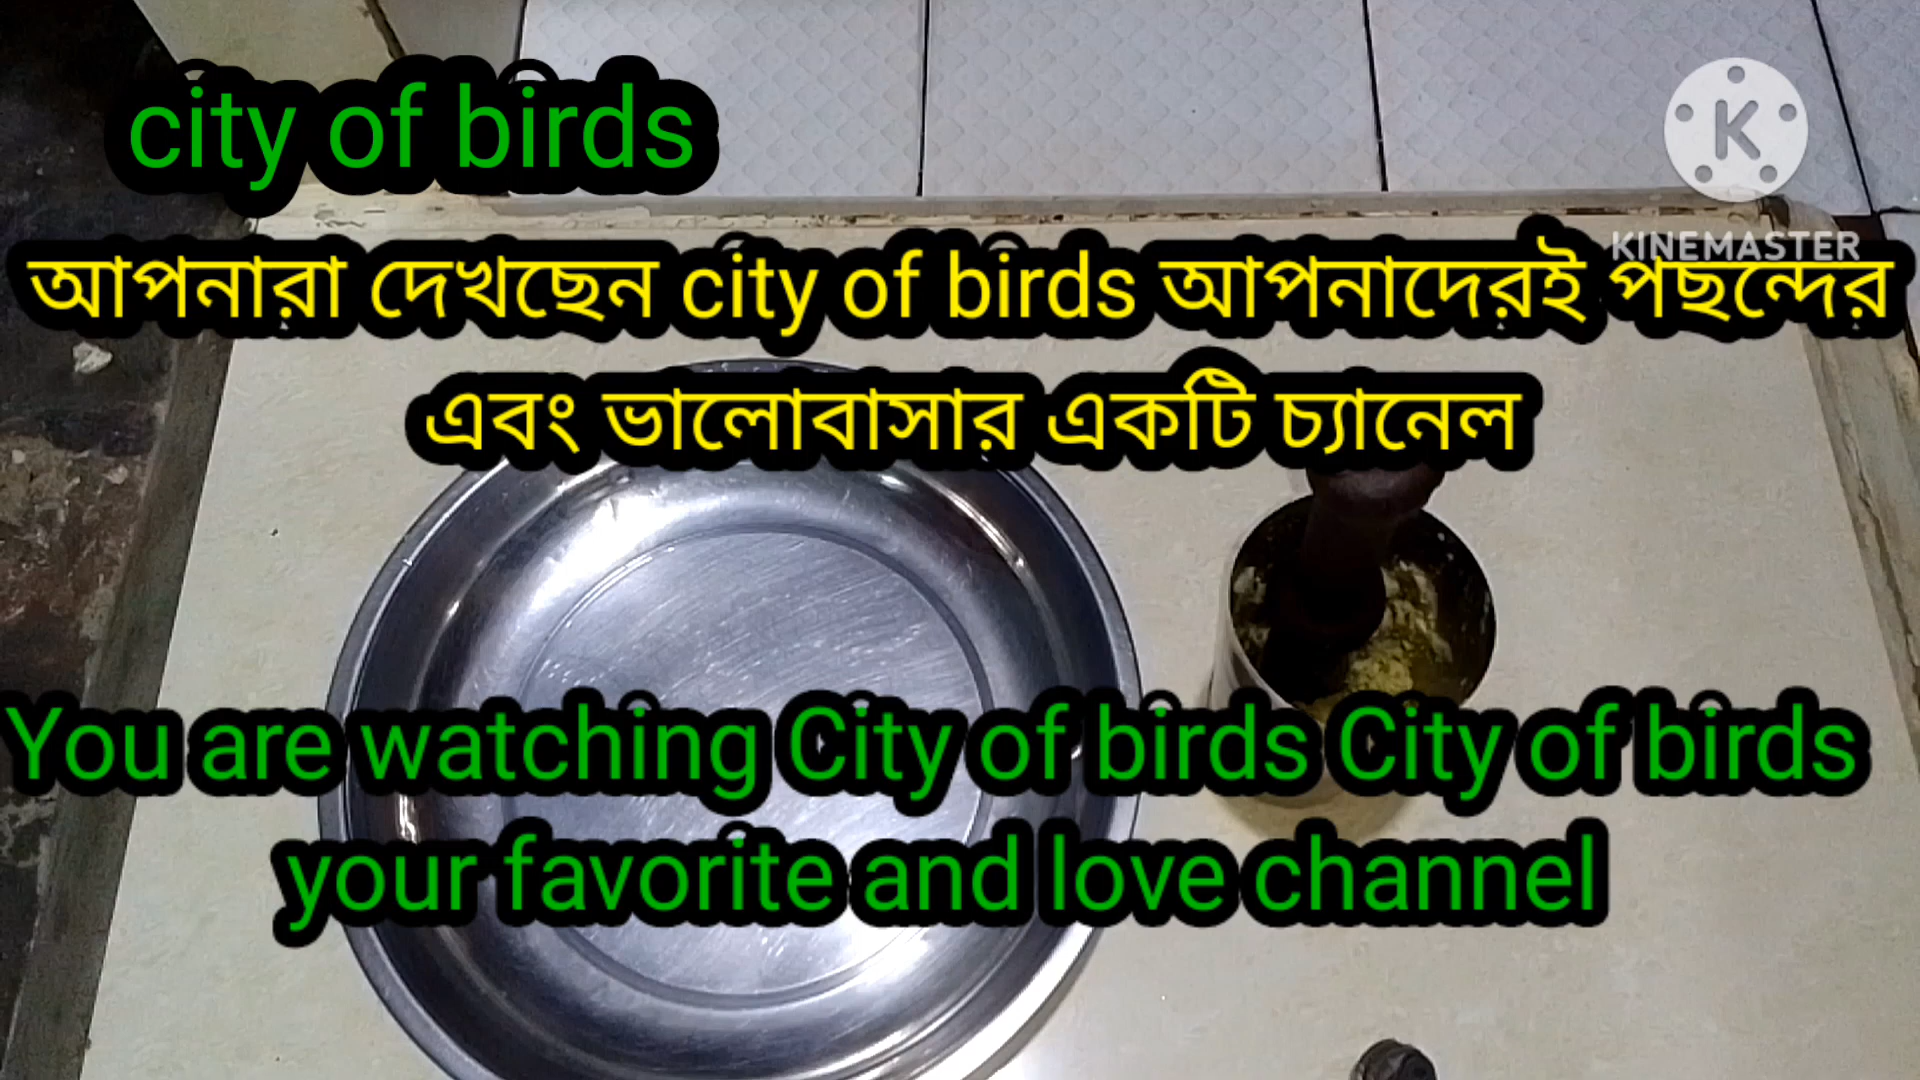 city of birds
K
KINEMASTER
আপনারা দেখছেন city of birds আপনাদেরই পছন্দের
এবং ভালোবাসার একটি চ্যানেল
You are watching City of birds City of birds
your favorite and love channel